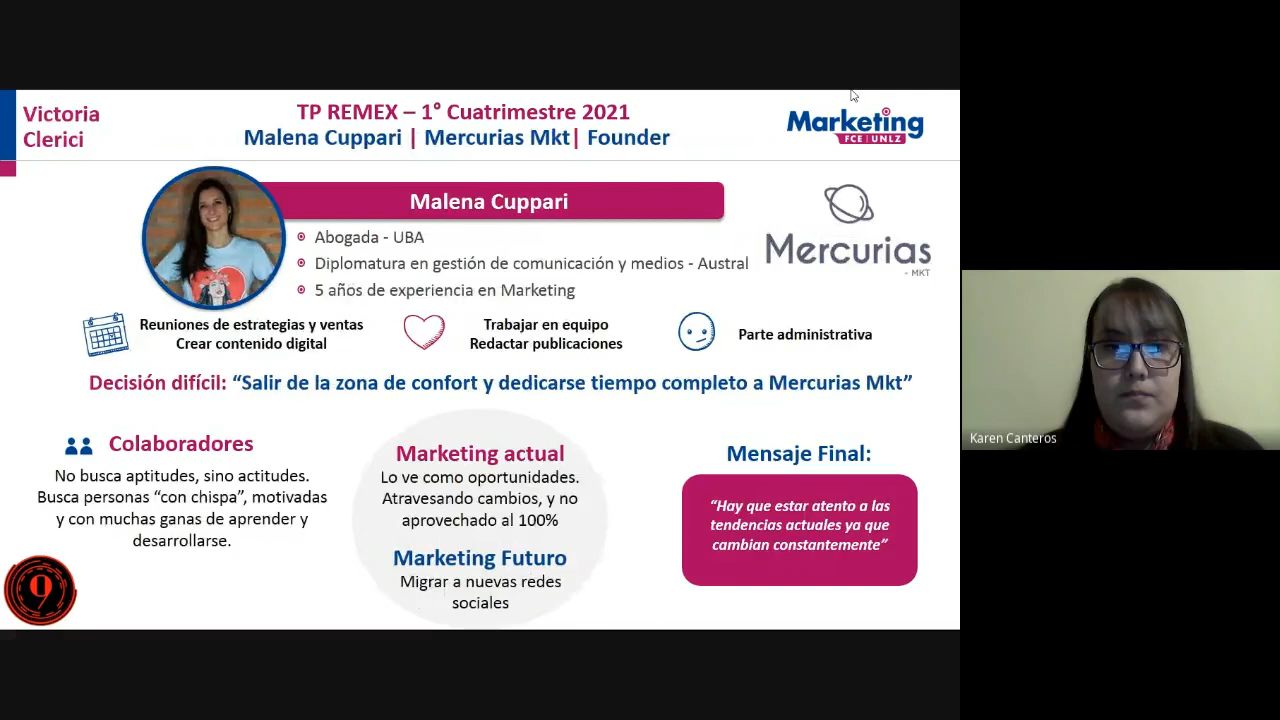 Victoria
Clerici
TP REMEX – 1° Cuatrimestre 2021
Malena Cuppari | Mercurias Mkt| Founder
Marketing
FCE | UNLZ
Malena Cuppari
Abogada - UBA
Diplomatura en gestión de comunicación y medios - Austral
5 años de experiencia en Marketing
Mercurias
- MKT
Reuniones de estrategias y ventas
Crear contenido digital
Trabajar en equipo
Redactar publicaciones
Parte administrativa
Decisión difícil: “Salir de la zona de confort y dedicarse tiempo completo a Mercurias Mkt”
Colaboradores
No busca aptitudes, sino actitudes.
Busca personas “con chispa”, motivadas
y con muchas ganas de aprender y
desarrollarse.
Marketing actual
Lo ve como oportunidades.
Atravesando cambios, y no
aprovechado al 100%
Marketing Futuro
Migrar a nuevas redes
sociales
Mensaje Final:
“Hay que estar atento a las
tendencias actuales ya que
cambian constantemente”
9
Karen Canteros